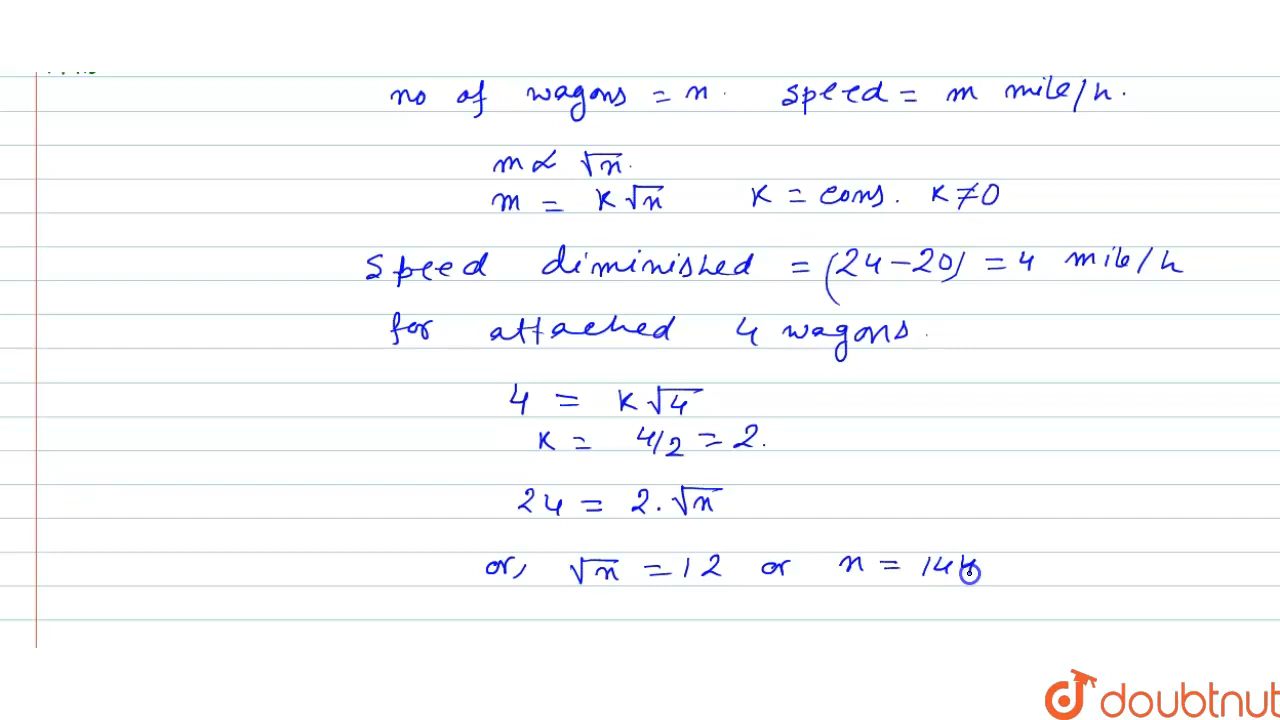 no of wagons = n. speed = m mile/h.
m ∝ √n.
m = k√n k = cons. k ≠ 0
Speed diminished = (24 - 20) = 4 mile/h
for attached 4 wagons.
4 = k√4
k = 4/2 = 2.
24 = 2.√n
or, √n = 12 or n = 144
doubtnut